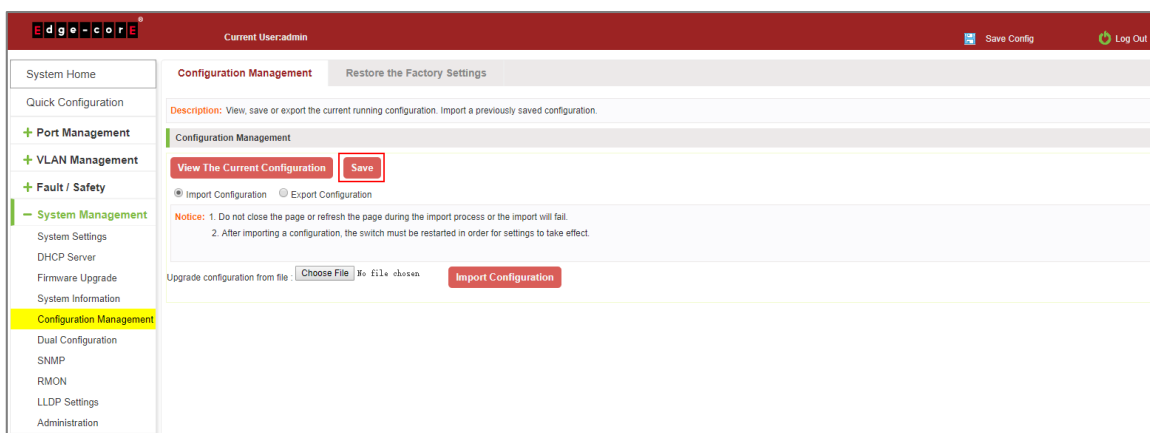 Edge-corE®
Current User:admin
Save Config
Log Out
System Home
Quick Configuration
+ Port Management
+ VLAN Management
+ Fault / Safety
− System Management
System Settings
DHCP Server
Firmware Upgrade
System Information
Configuration Management
Dual Configuration
SNMP
RMON
LLDP Settings
Administration
Configuration Management
Restore the Factory Settings
Description: View, save or export the current running configuration. Import a previously saved configuration.
Configuration Management
View The Current Configuration
Save
Import Configuration
Export Configuration
Notice: 1. Do not close the page or refresh the page during the import process or the import will fail.
2. After importing a configuration, the switch must be restarted in order for settings to take effect.
Upgrade configuration from file : Choose File No file chosen
Import Configuration